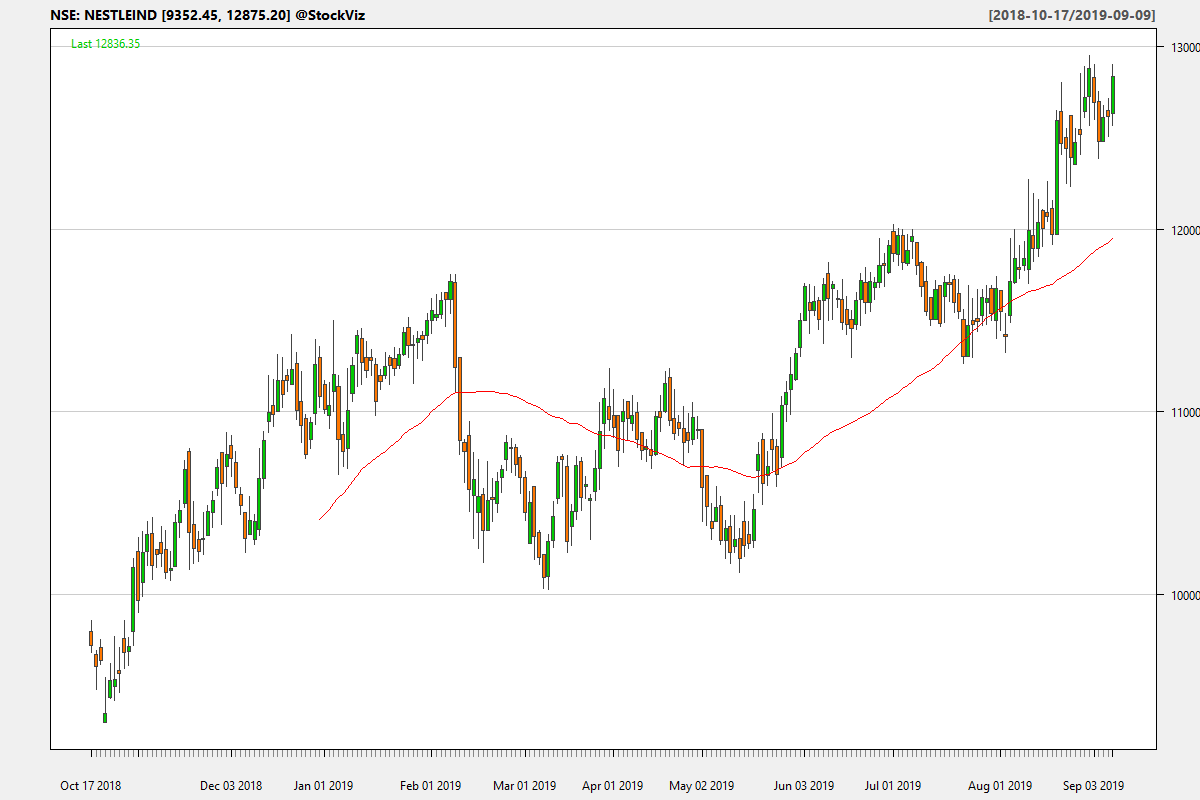 NSE: NESTLEIND [9352.45, 12875.20] @StockViz
[2018-10-17/2019-09-09]
Last 12836.35
13000
12000
11000
10000
Oct 17 2018
Dec 03 2018
Jan 01 2019
Feb 01 2019
Mar 01 2019
Apr 01 2019
May 02 2019
Jun 03 2019
Jul 01 2019
Aug 01 2019
Sep 03 2019